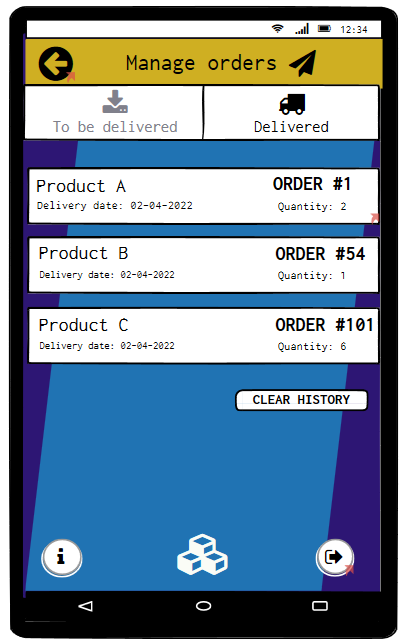 12:34
Manage orders
To be delivered
Delivered
Product A
ORDER #1
Delivery date: 02-04-2022
Quantity: 2
Product B
ORDER #54
Delivery date: 02-04-2022
Quantity: 1
Product C
ORDER #101
Delivery date: 02-04-2022
Quantity: 6
CLEAR HISTORY